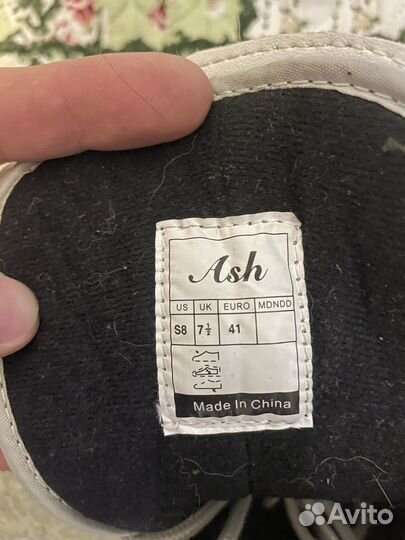 Ash
US UK EURO MDNDD
S8 7½ 41
Made In China
Avito